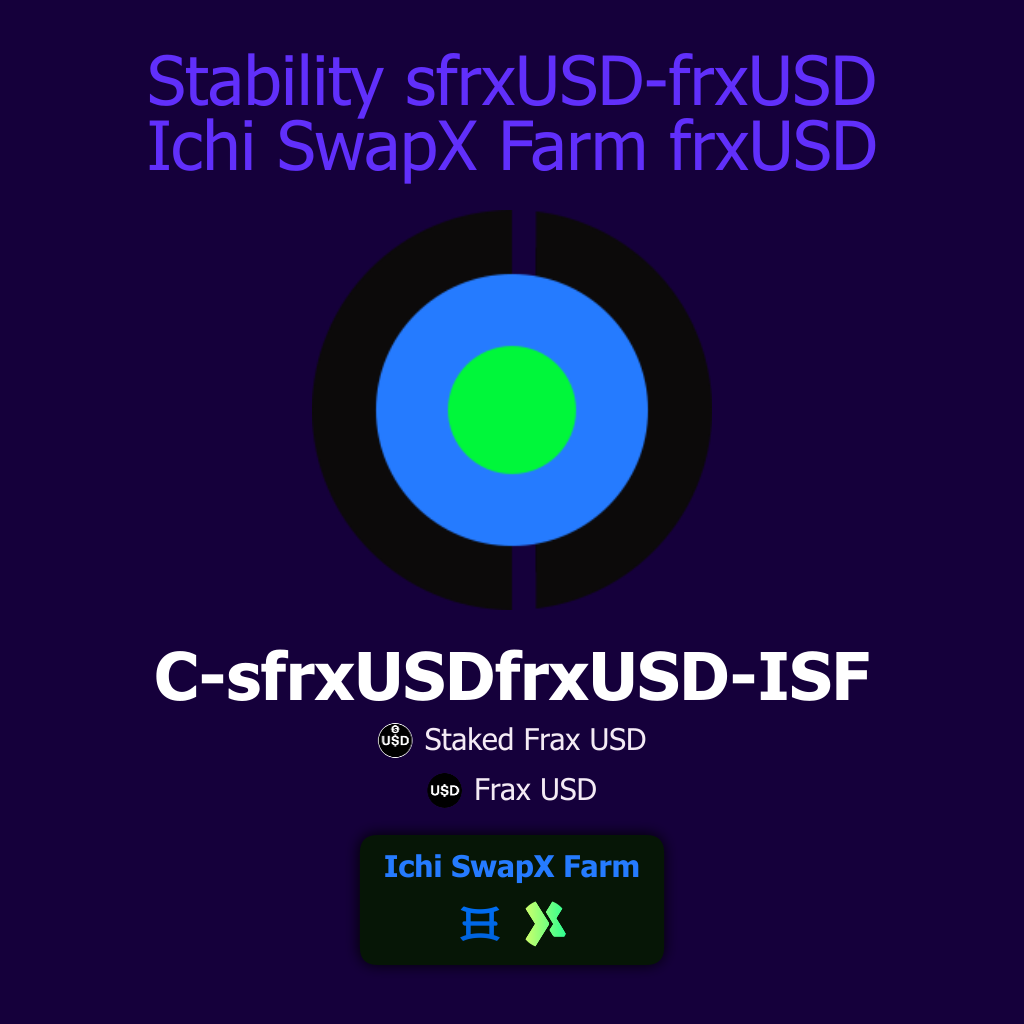 Stability sfrxUSD-frxUSD
Ichi SwapX Farm frxUSD
C-sfrxUSDfrxUSD-ISF
U$D Staked Frax USD
U$D Frax USD
Ichi SwapX Farm